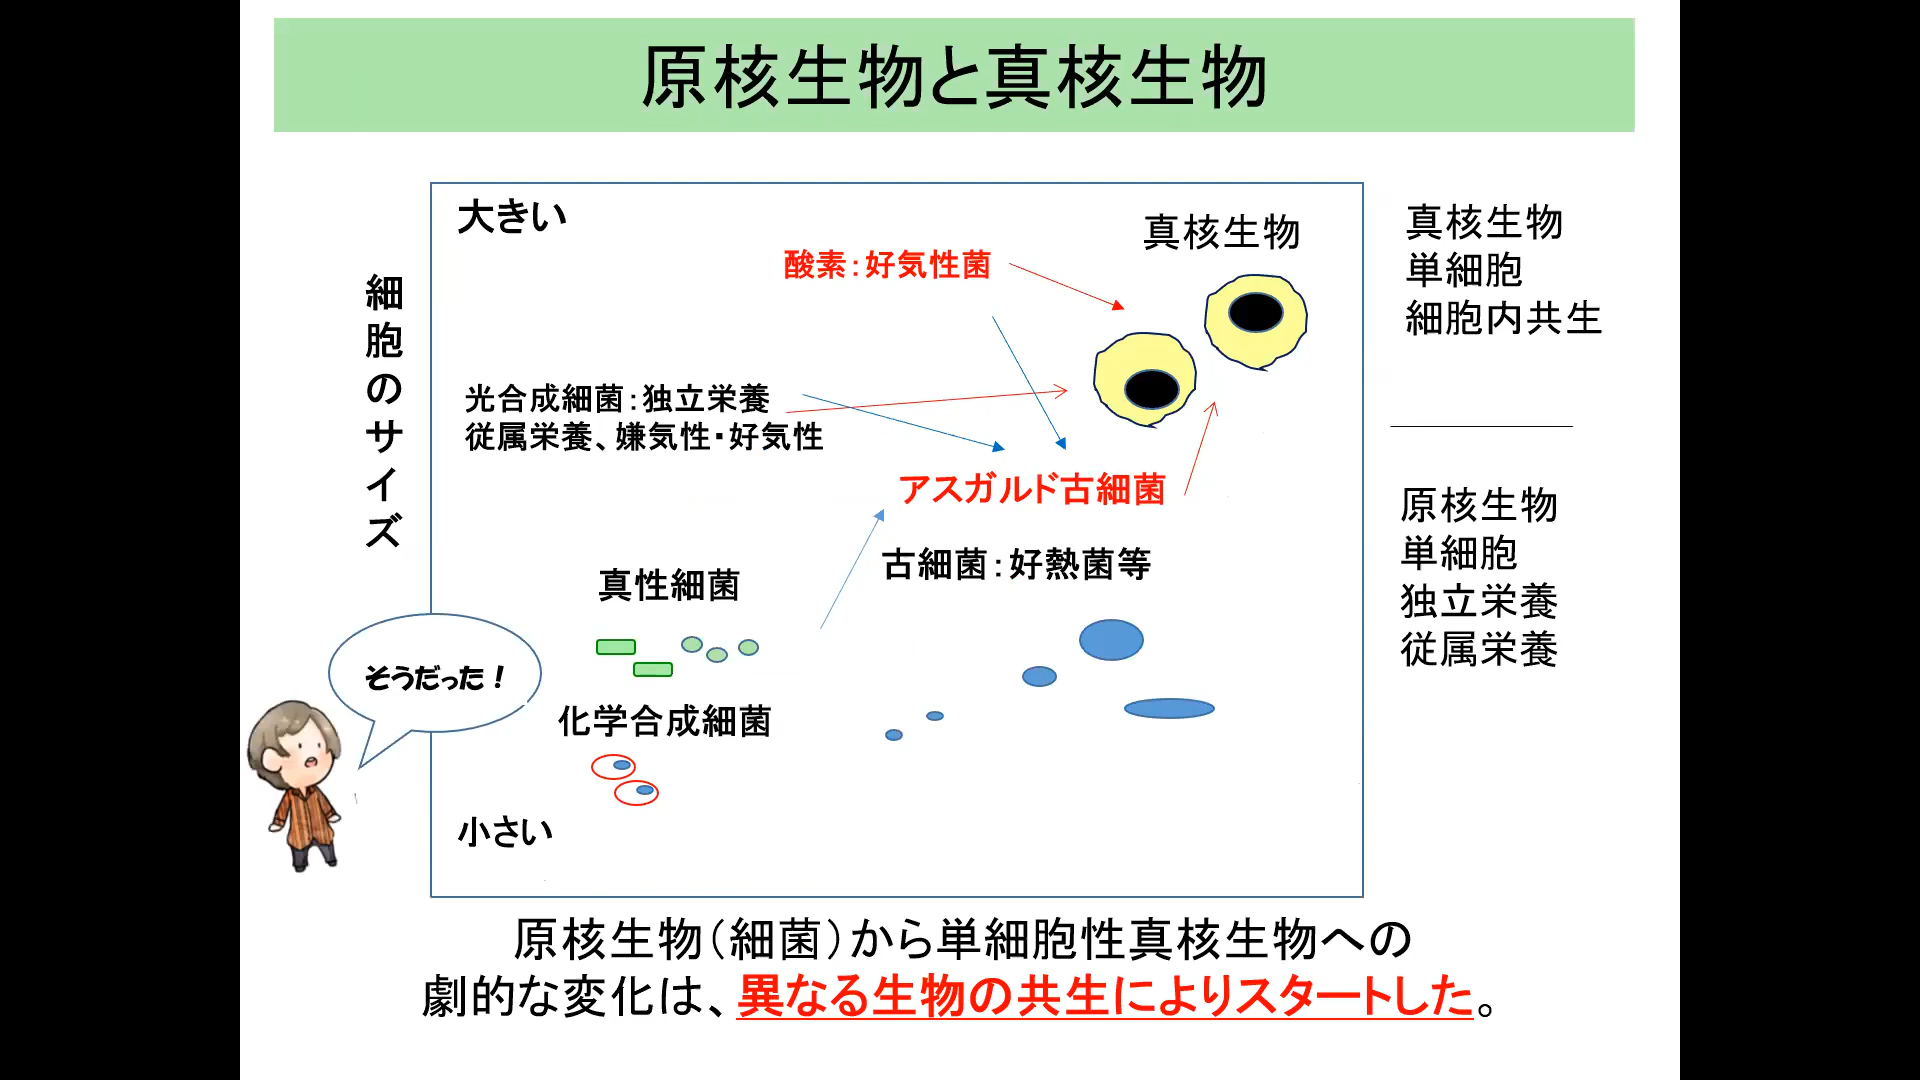 原核生物と真核生物
大きい
真核生物
酸素：好気性菌
細胞のサイズ
光合成細菌：独立栄養
従属栄養、嫌気性・好気性
アスガルド古細菌
古細菌：好熱菌等
真性細菌
化学合成細菌
小さい
そうだった！
真核生物
単細胞
細胞内共生
原核生物
単細胞
独立栄養
従属栄養
原核生物（細菌）から単細胞性真核生物への
劇的な変化は、異なる生物の共生によりスタートした。